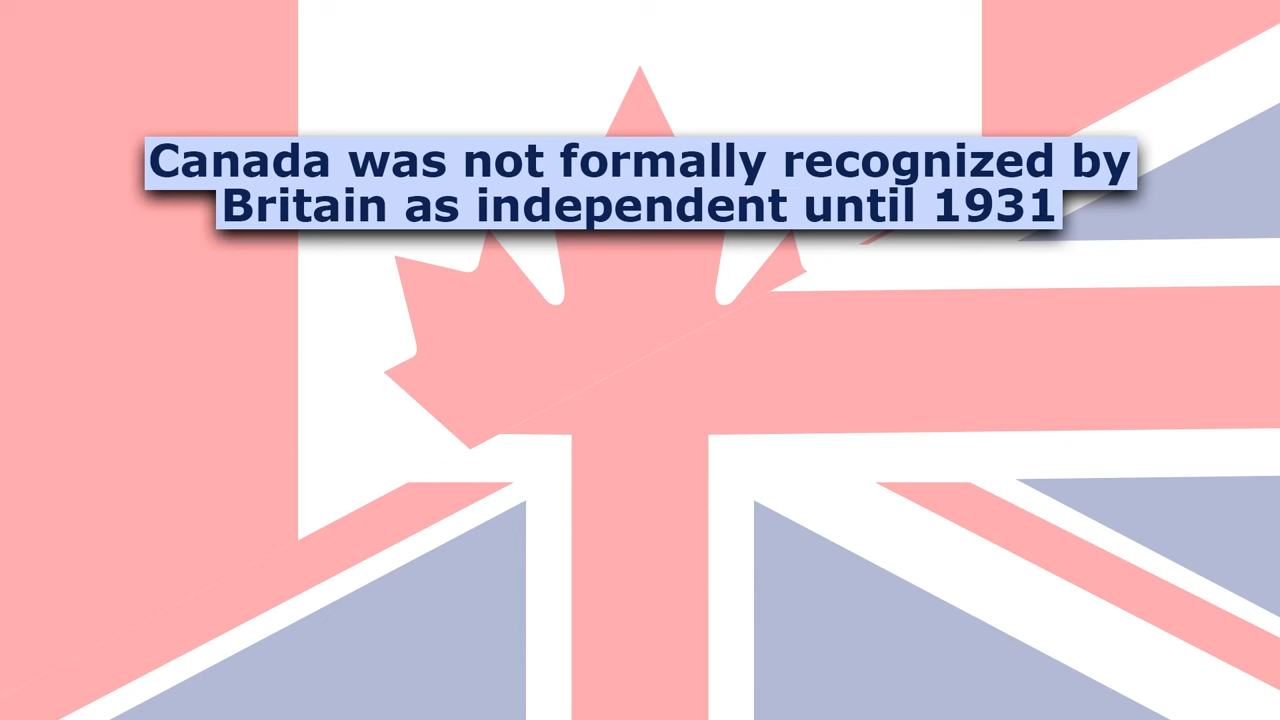 Canada was not formally recognized by
Britain as independent until 1931